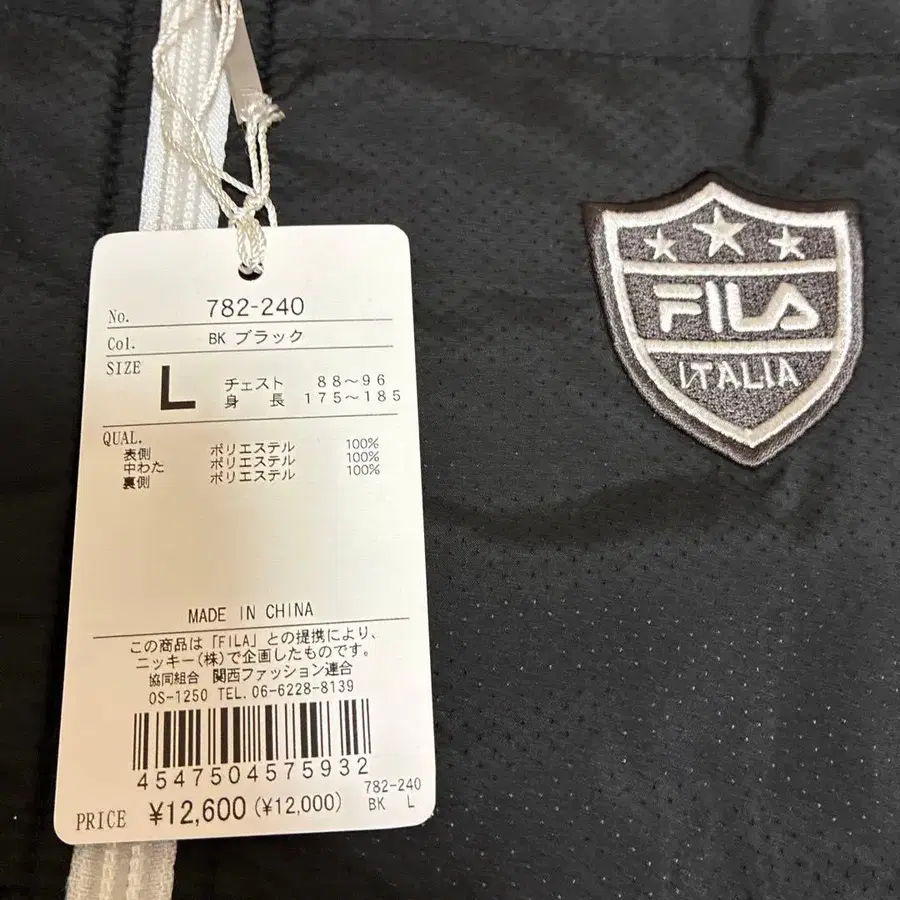 No. 782-240
Col. BK ブラック
SIZE L チェスト 88～96
身長 175～185
QUAL.
表側 ポリエステル 100%
中わた ポリエステル 100%
裏側 ポリエステル 100%
MADE IN CHINA
この商品は「FILA」との提携により、
ニッキー(株)で企画したものです。
協同組合 関西ファッション連合
OS-1250 TEL.06-6228-8139
4547504575932
782-240
BK L
PRICE ¥12,600 (¥12,000)
FILA
ITALIA